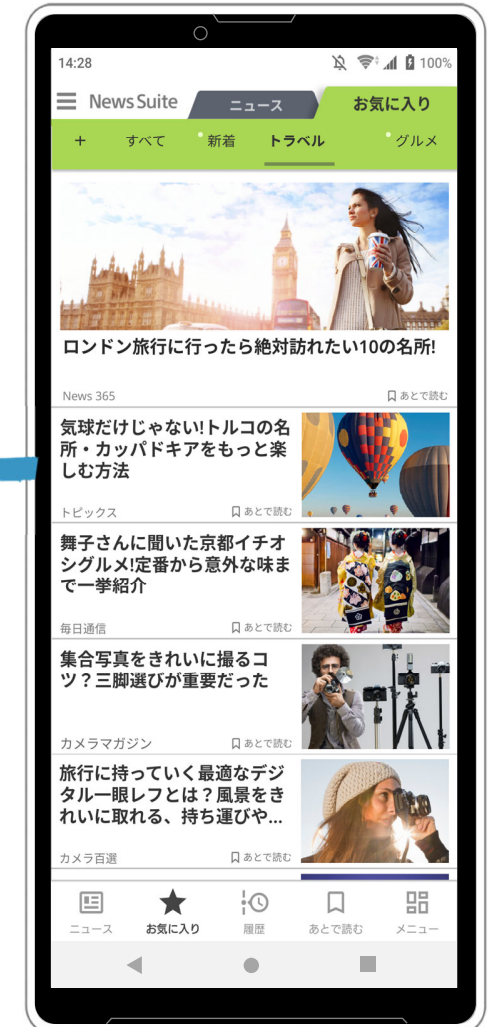 14:28 100%
News Suite ニュース お気に入り
+ すべて 新着 トラベル グルメ
ロンドン旅行に行ったら絶対訪れたい10の名所!
News 365 あとで読む
気球だけじゃない!トルコの名
所・カッパドキアをもっと楽
しむ方法
トピックス あとで読む
舞子さんに聞いた京都イチオ
シグルメ!定番から意外な味ま
で一挙紹介
毎日通信 あとで読む
集合写真をきれいに撮るコ
ツ？三脚選びが重要だった
カメラマガジン あとで読む
旅行に持っていく最適なデジ
タル一眼レフとは？風景をき
れいに取れる、持ち運びや...
カメラ百選 あとで読む
ニュース お気に入り 履歴 あとで読む メニュー